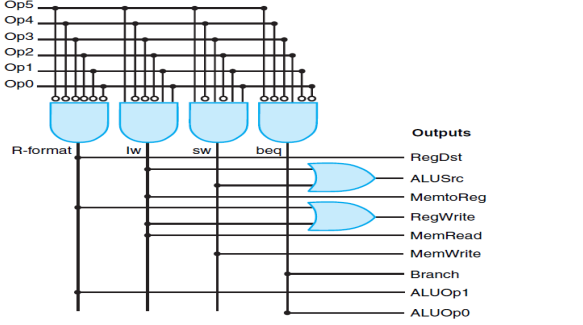 Op5
Op4
Op3
Op2
Op1
Op0
Outputs
R-format lw sw beq
RegDst
ALUSrc
MemtoReg
RegWrite
MemRead
MemWrite
Branch
ALUOp1
ALUOp0